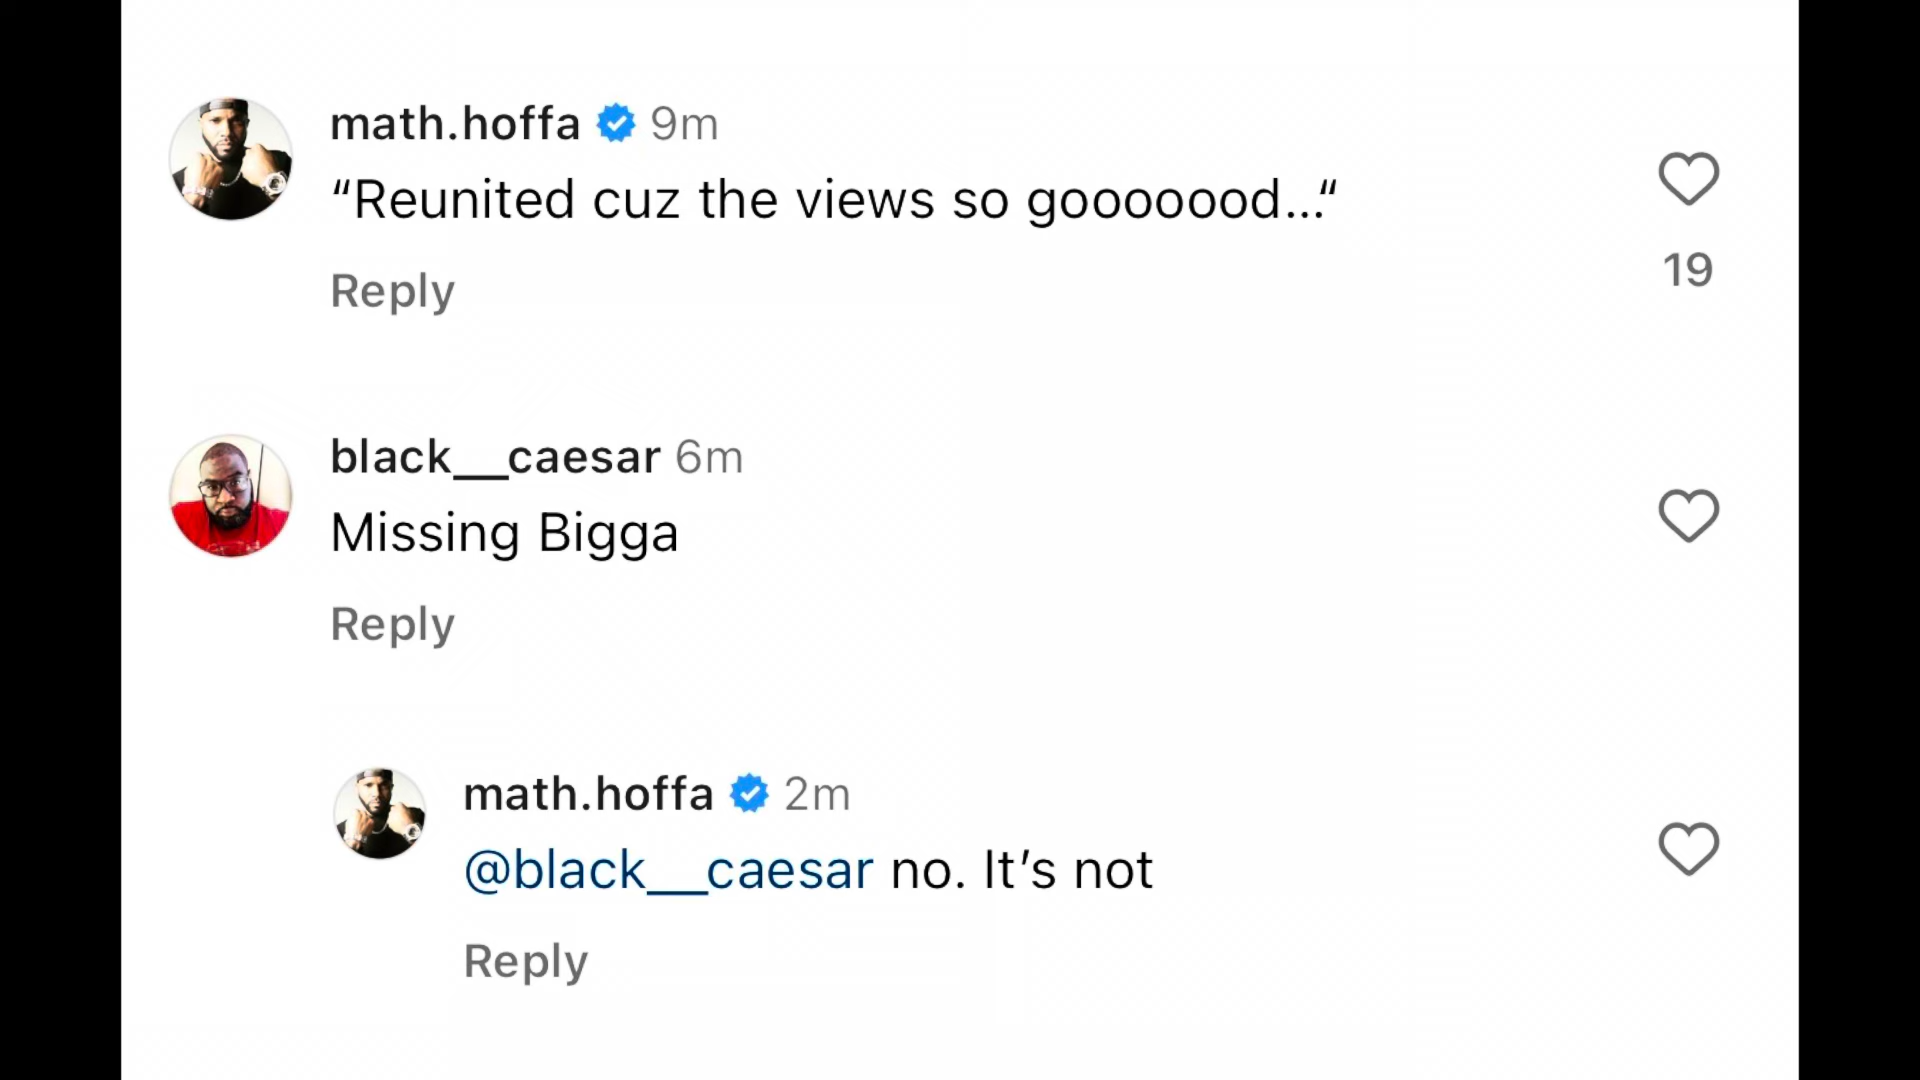 math.hoffa 9m
“Reunited cuz the views so gooooood...“
19
Reply
black__caesar 6m
Missing Bigga
Reply
math.hoffa 2m
@black__caesar no. It’s not
Reply